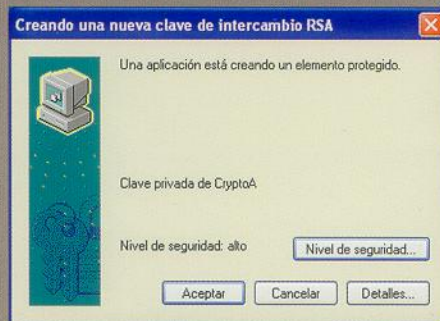 Creando una nueva clave de intercambio RSA
Una aplicación está creando un elemento protegido.
Clave privada de CryptoA
Nivel de seguridad: alto
Nivel de seguridad...
Aceptar
Cancelar
Detalles...